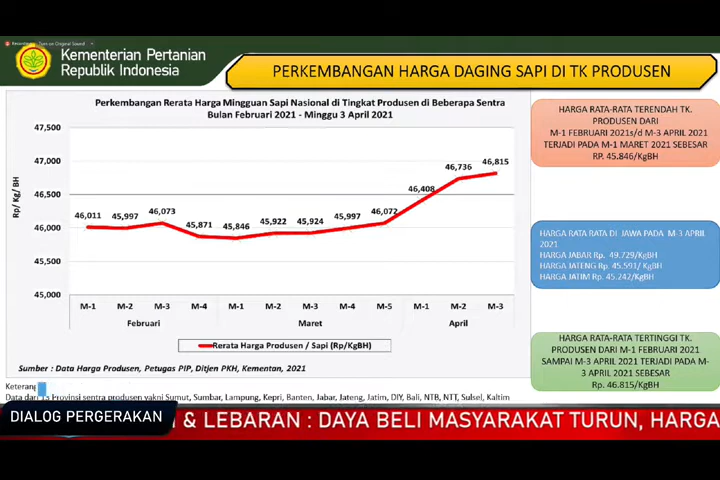 Kementerian Pertanian
Republik Indonesia
PERKEMBANGAN HARGA DAGING SAPI DI TK PRODUSEN
Perkembangan Rerata Harga Mingguan Sapi Nasional di Tingkat Produsen di Beberapa Sentra
Bulan Februari 2021 - Minggu 3 April 2021
Rp/Kg/ BH
47,500
47,000
46,500
46,000
45,500
45,000
46,011 45,997 46,073 45,871 45,846 45,922 45,924 45,997 46,072 46,408 46,736 46,815
M-1 M-2 M-3 M-4 M-1 M-2 M-3 M-4 M-5 M-1 M-2 M-3
Februari Maret April
Rerata Harga Produsen / Sapi (Rp/KgBH)
Sumber : Data Harga Produsen, Petugas PIP, Ditjen PKH, Kementan, 2021
HARGA RATA-RATA TERENDAH TK.
PRODUSEN DARI
M-1 FEBRUARI 2021s/d M-3 APRIL 2021
TERJADI PADA M-1 MARET 2021 SEBESAR
RP. 45.846/KgBH
HARGA RATA RATA DI JAWA PADA M-3 APRIL
2021
HARGA JABAR Rp. 49.729/KgBH
HARGA JATENG Rp. 45.591/ KgBH
HARGA JATIM Rp. 45.242/KgBH
HARGA RATA-RATA TERTINGGI TK.
PRODUSEN DARI M-1 FEBRUARI 2021
SAMPAI M-3 APRIL 2021 TERJADI PADA M-
3 APRIL 2021 SEBESAR
Rp. 46.815/KgBH
Keterang
Data dari 15 Provinsi sentra produsen yakni Sumut, Sumbar, Lampung, Kepri, Banten, Jabar, Jateng, Jatim, DIY, Bali, NTB, NTT, Sulsel, Kaltim
DIALOG PERGERAKAN
& LEBARAN : DAYA BELI MASYARAKAT TURUN, HARGA